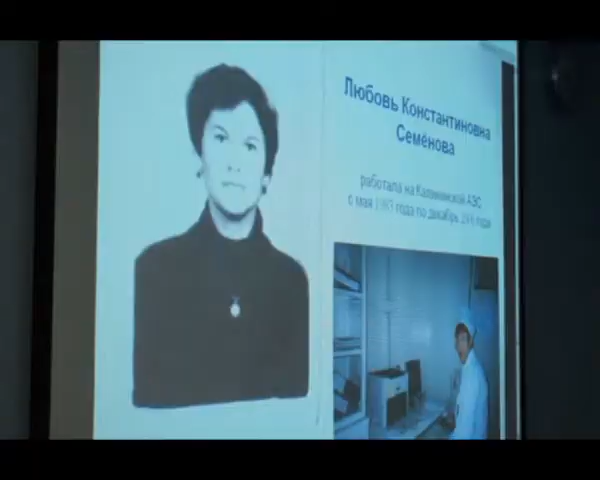 Любовь Константиновна
Семёнова
работала на Калининской АЭС
с мая года по декабрь года